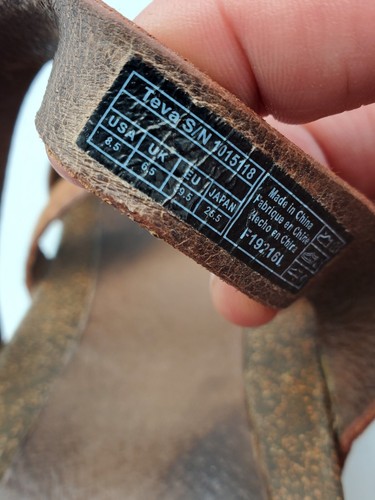 Teva S/N 1015118
USA UK EU JAPAN
8.5 6.5 39.5 25.5
Made in China
Fabriqué en Chine
Hecho en China
F19216L